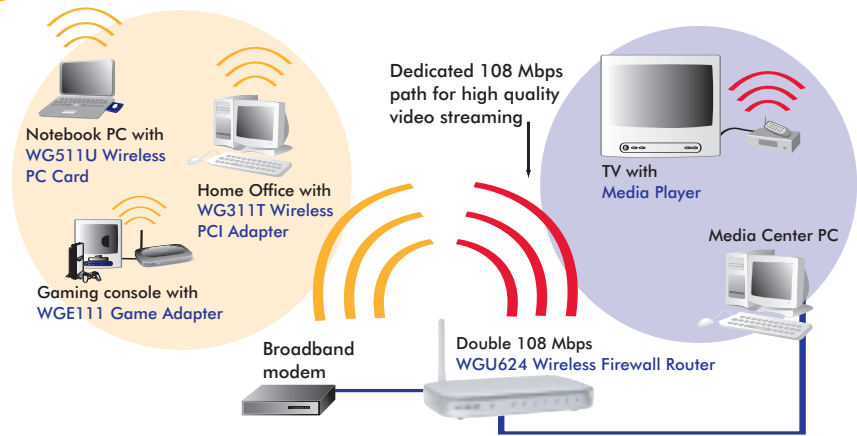 Notebook PC with
WG511U Wireless
PC Card
Home Office with
WG311T Wireless
PCI Adapter
Gaming console with
WGE111 Game Adapter
Dedicated 108 Mbps
path for high quality
video streaming
TV with
Media Player
Media Center PC
Broadband
modem
Double 108 Mbps
WGU624 Wireless Firewall Router